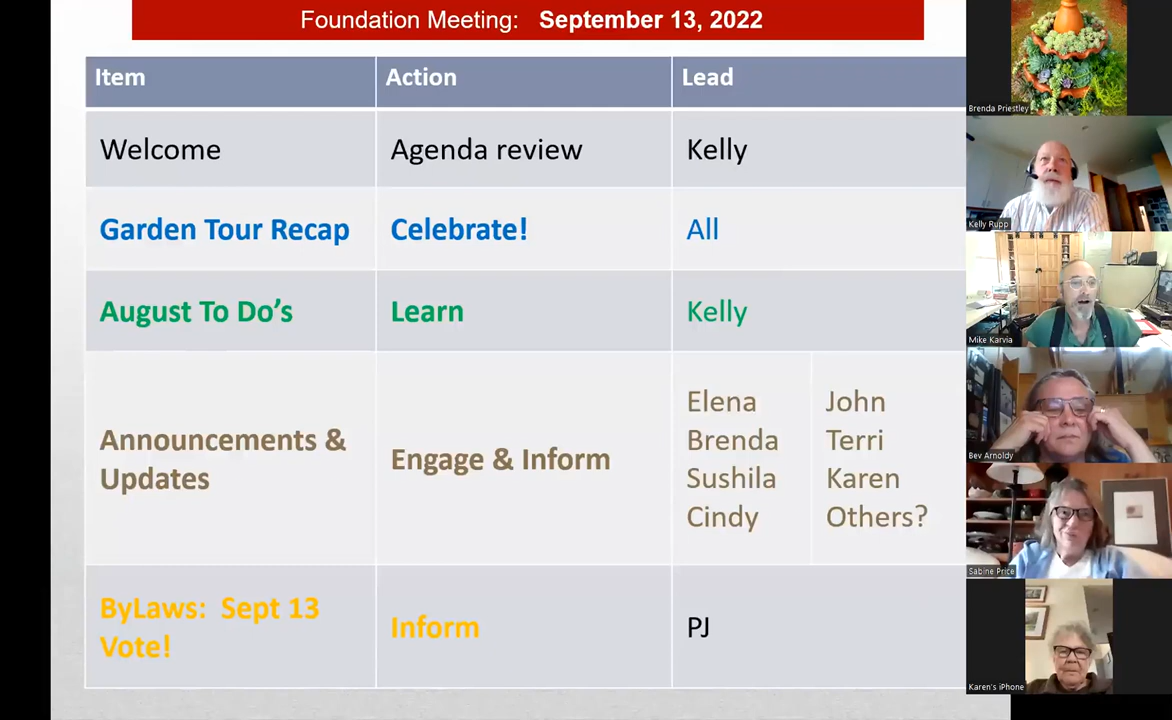 Foundation Meeting: September 13, 2022
Item Action Lead
Welcome Agenda review Kelly
Garden Tour Recap Celebrate! All
August To Do's Learn Kelly
Announcements &
Updates
Engage & Inform
Elena John
Brenda Terri
Sushila Karen
Cindy Others?
ByLaws: Sept 13
Vote!
Inform PJ
Brenda Priestley
Kelly Rupp
Mike Karvia
Bev Arnoldy
Sabine Price
Karen's iPhone